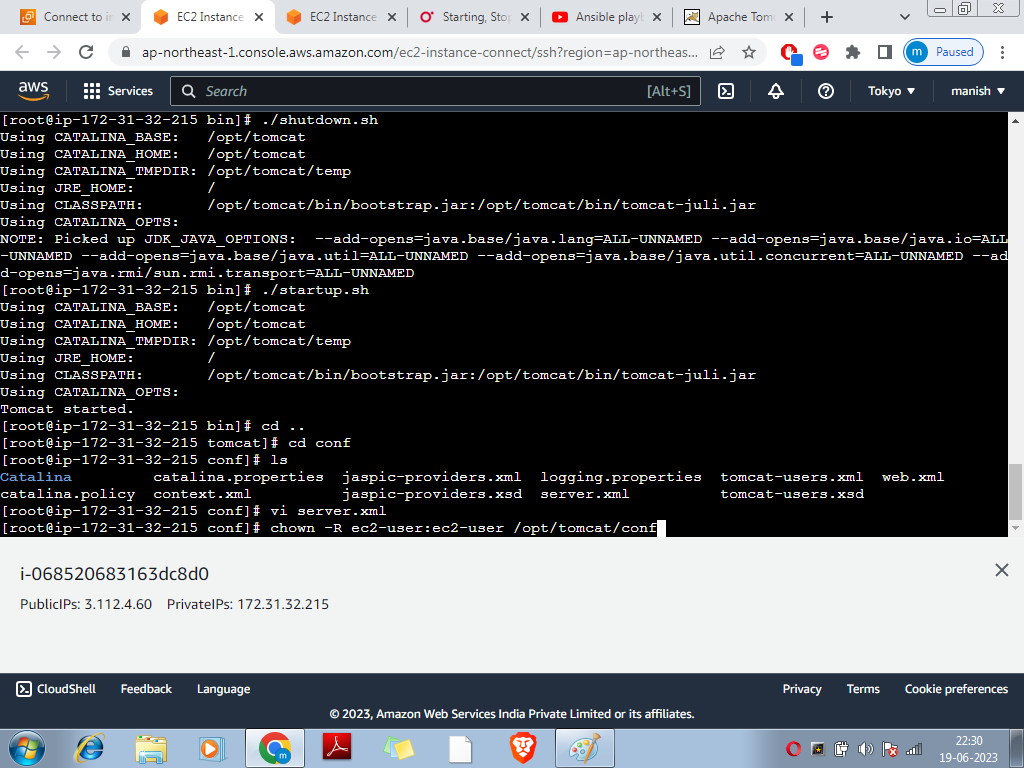 Connect to in
EC2 Instance
EC2 Instance
Starting, Stop
Ansible playl
Apache Tom
ap-northeast-1.console.aws.amazon.com/ec2-instance-connect/ssh?region=ap-northeas...
m Paused
aws
Services
Search
[Alt+S]
Tokyo
manish
[root@ip-172-31-32-215 bin]# ./shutdown.sh
Using CATALINA_BASE: /opt/tomcat
Using CATALINA_HOME: /opt/tomcat
Using CATALINA_TMPDIR: /opt/tomcat/temp
Using JRE_HOME: /
Using CLASSPATH: /opt/tomcat/bin/bootstrap.jar:/opt/tomcat/bin/tomcat-juli.jar
Using CATALINA_OPTS:
NOTE: Picked up JDK_JAVA_OPTIONS: --add-opens=java.base/java.lang=ALL-UNNAMED --add-opens=java.base/java.io=ALL
-UNNAMED --add-opens=java.base/java.util=ALL-UNNAMED --add-opens=java.base/java.util.concurrent=ALL-UNNAMED --ad
d-opens=java.rmi/sun.rmi.transport=ALL-UNNAMED
[root@ip-172-31-32-215 bin]# ./startup.sh
Using CATALINA_BASE: /opt/tomcat
Using CATALINA_HOME: /opt/tomcat
Using CATALINA_TMPDIR: /opt/tomcat/temp
Using JRE_HOME: /
Using CLASSPATH: /opt/tomcat/bin/bootstrap.jar:/opt/tomcat/bin/tomcat-juli.jar
Using CATALINA_OPTS:
Tomcat started.
[root@ip-172-31-32-215 bin]# cd ..
[root@ip-172-31-32-215 tomcat]# cd conf
[root@ip-172-31-32-215 conf]# ls
Catalina catalina.properties jaspic-providers.xml logging.properties tomcat-users.xml web.xml
catalina.policy context.xml jaspic-providers.xsd server.xml tomcat-users.xsd
[root@ip-172-31-32-215 conf]# vi server.xml
[root@ip-172-31-32-215 conf]# chown -R ec2-user:ec2-user /opt/tomcat/conf
i-068520683163dc8d0
PublicIPs: 3.112.4.60 PrivateIPs: 172.31.32.215
CloudShell Feedback Language
Privacy Terms Cookie preferences
© 2023, Amazon Web Services India Private Limited or its affiliates.
22:30
19-06-2023